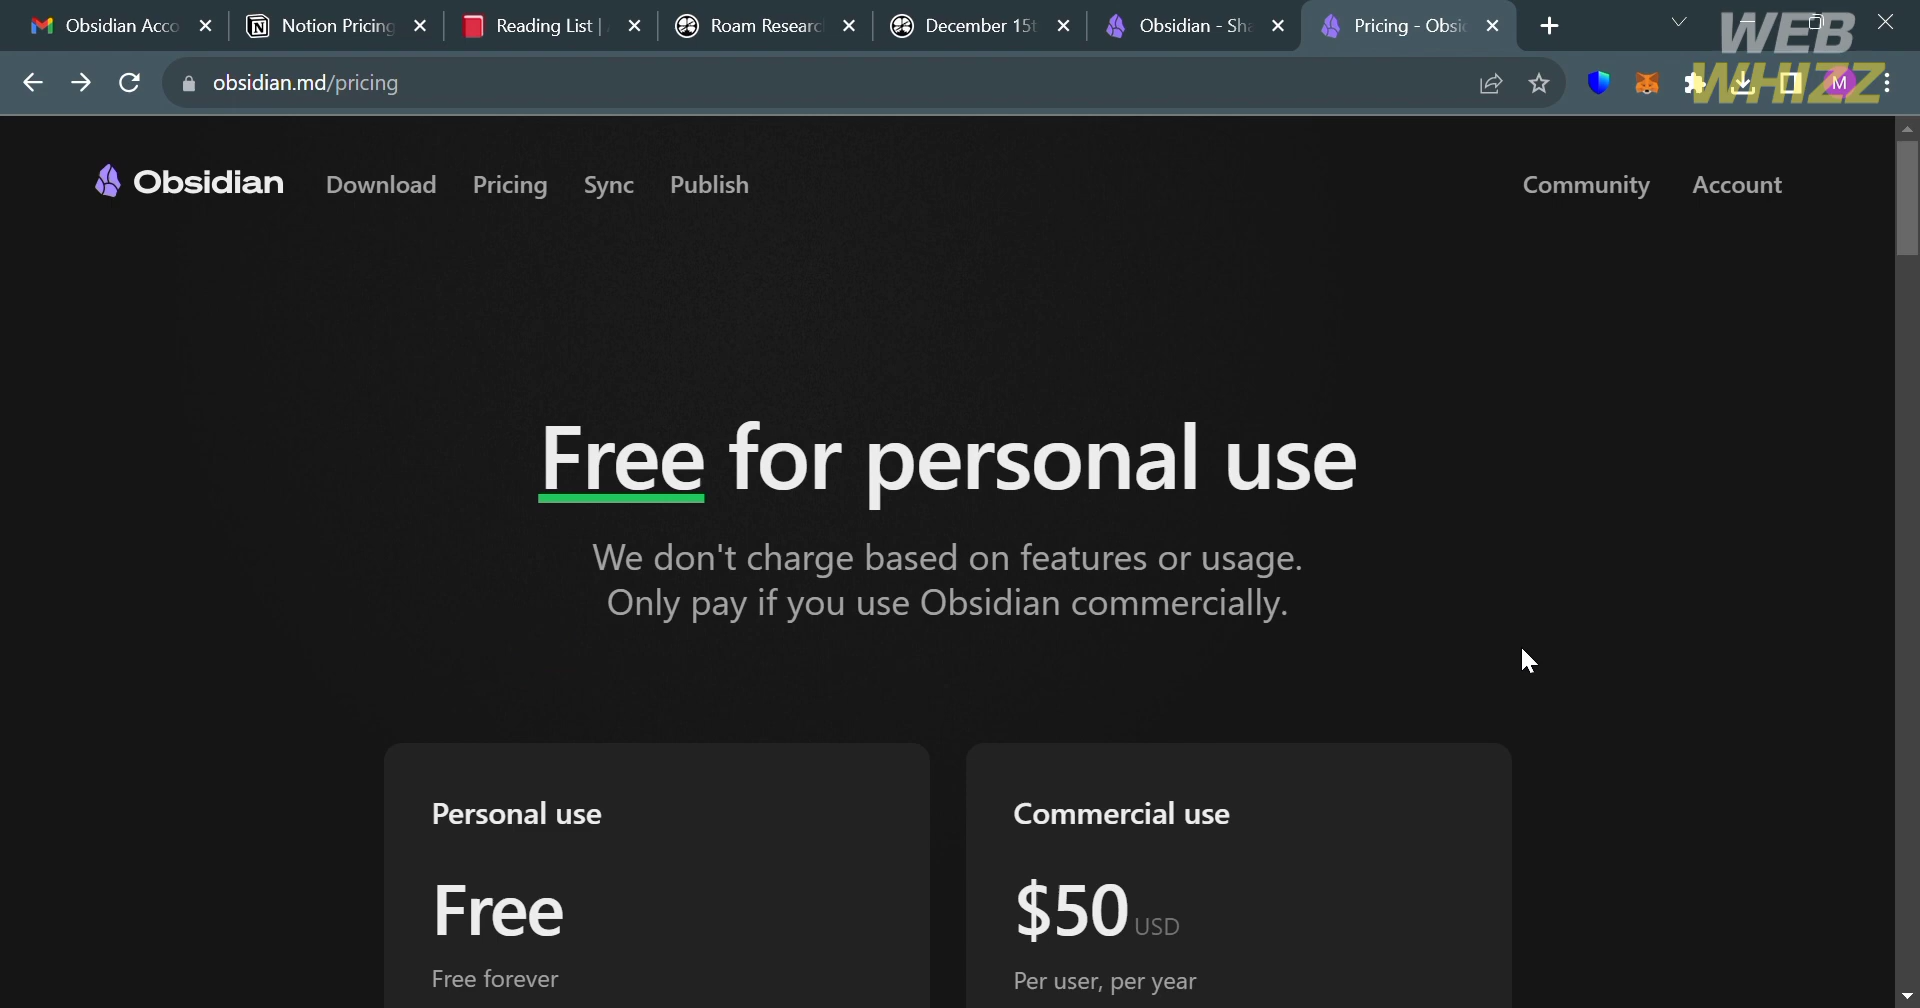 Obsidian Acco
Notion Pricing
Reading List |
Roam Researc
December 15t
Obsidian - Sha
Pricing - Obsi
WEB
WHIZZ
obsidian.md/pricing
M
Obsidian
Download
Pricing
Sync
Publish
Community
Account
Free for personal use
We don't charge based on features or usage.
Only pay if you use Obsidian commercially.
Personal use
Free
Free forever
Commercial use
$50 USD
Per user, per year